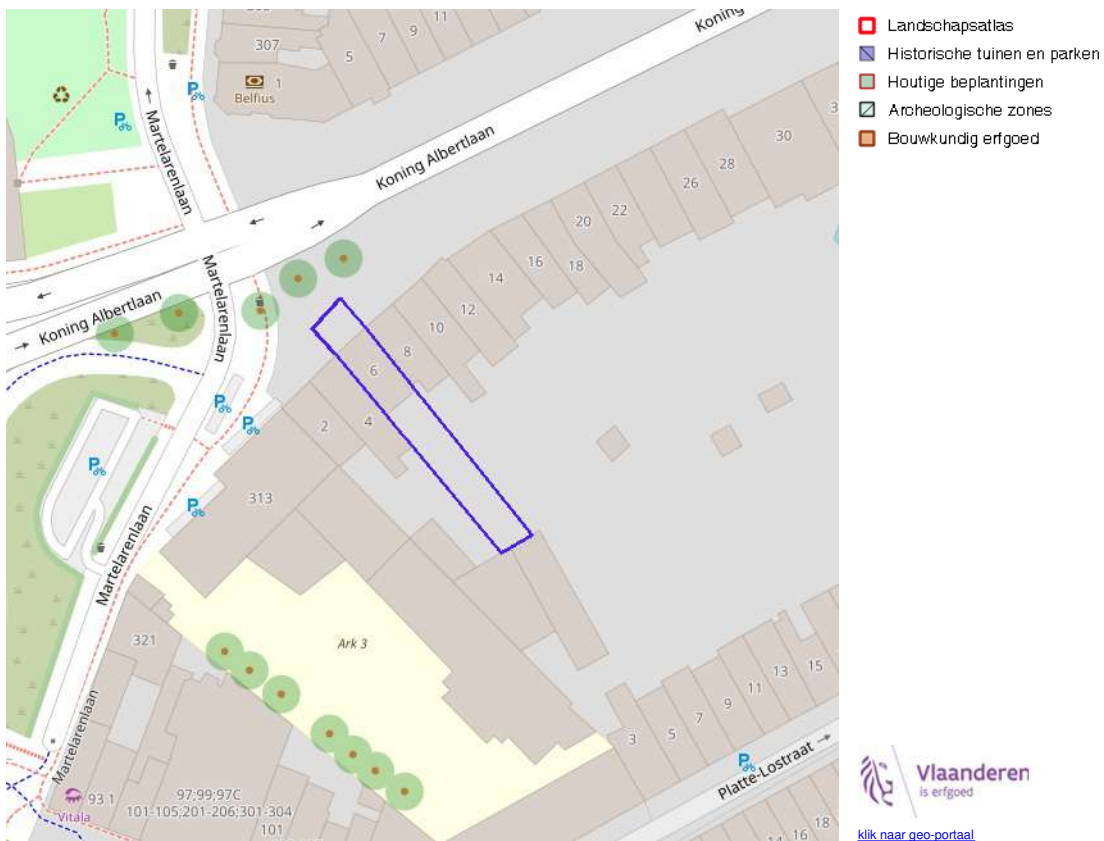 307
5
7
9
11
1
Belfius
Koning
Martelarenlaan
Koning Albertlaan
30
28
26
22
20
18
16
14
12
10
8
6
4
2
Martelarenlaan
Koning Albertlaan
313
Martelarenlaan
Ark 3
321
Martelarenlaan
93 1
Vitala
97;99;97C
101-105;201-206;301-304
101
3
5
7
9
11
13
15
Platte-Lostraat
14
16
18
P
P
P
P
P
P
P
Landschapsatlas
Historische tuinen en parken
Houtige beplantingen
Archeologische zones
Bouwkundig erfgoed
Vlaanderen
is erfgoed
klik naar geo-portaal